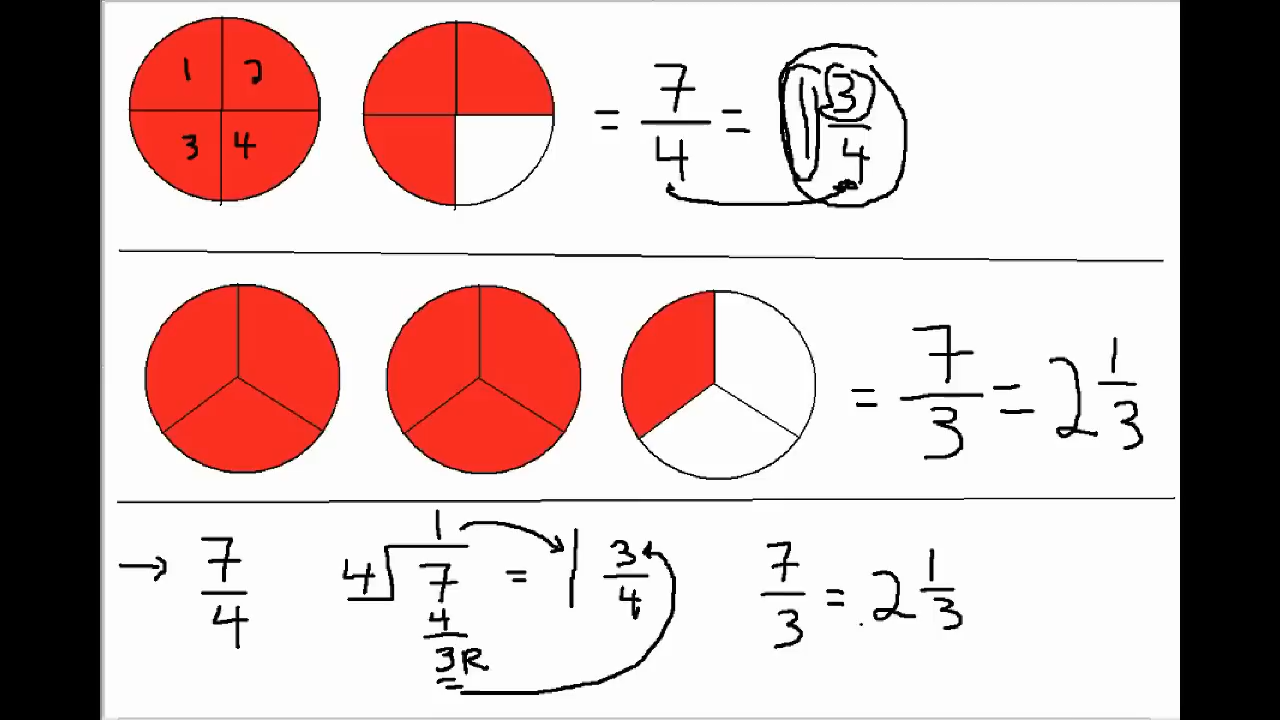 1 2
3 4
= 7/4 = 1 3/4
= 7/3 = 2 1/3
→ 7/4
1
4 7 = 1 3/4
4
3R
7/3 = 2 1/3